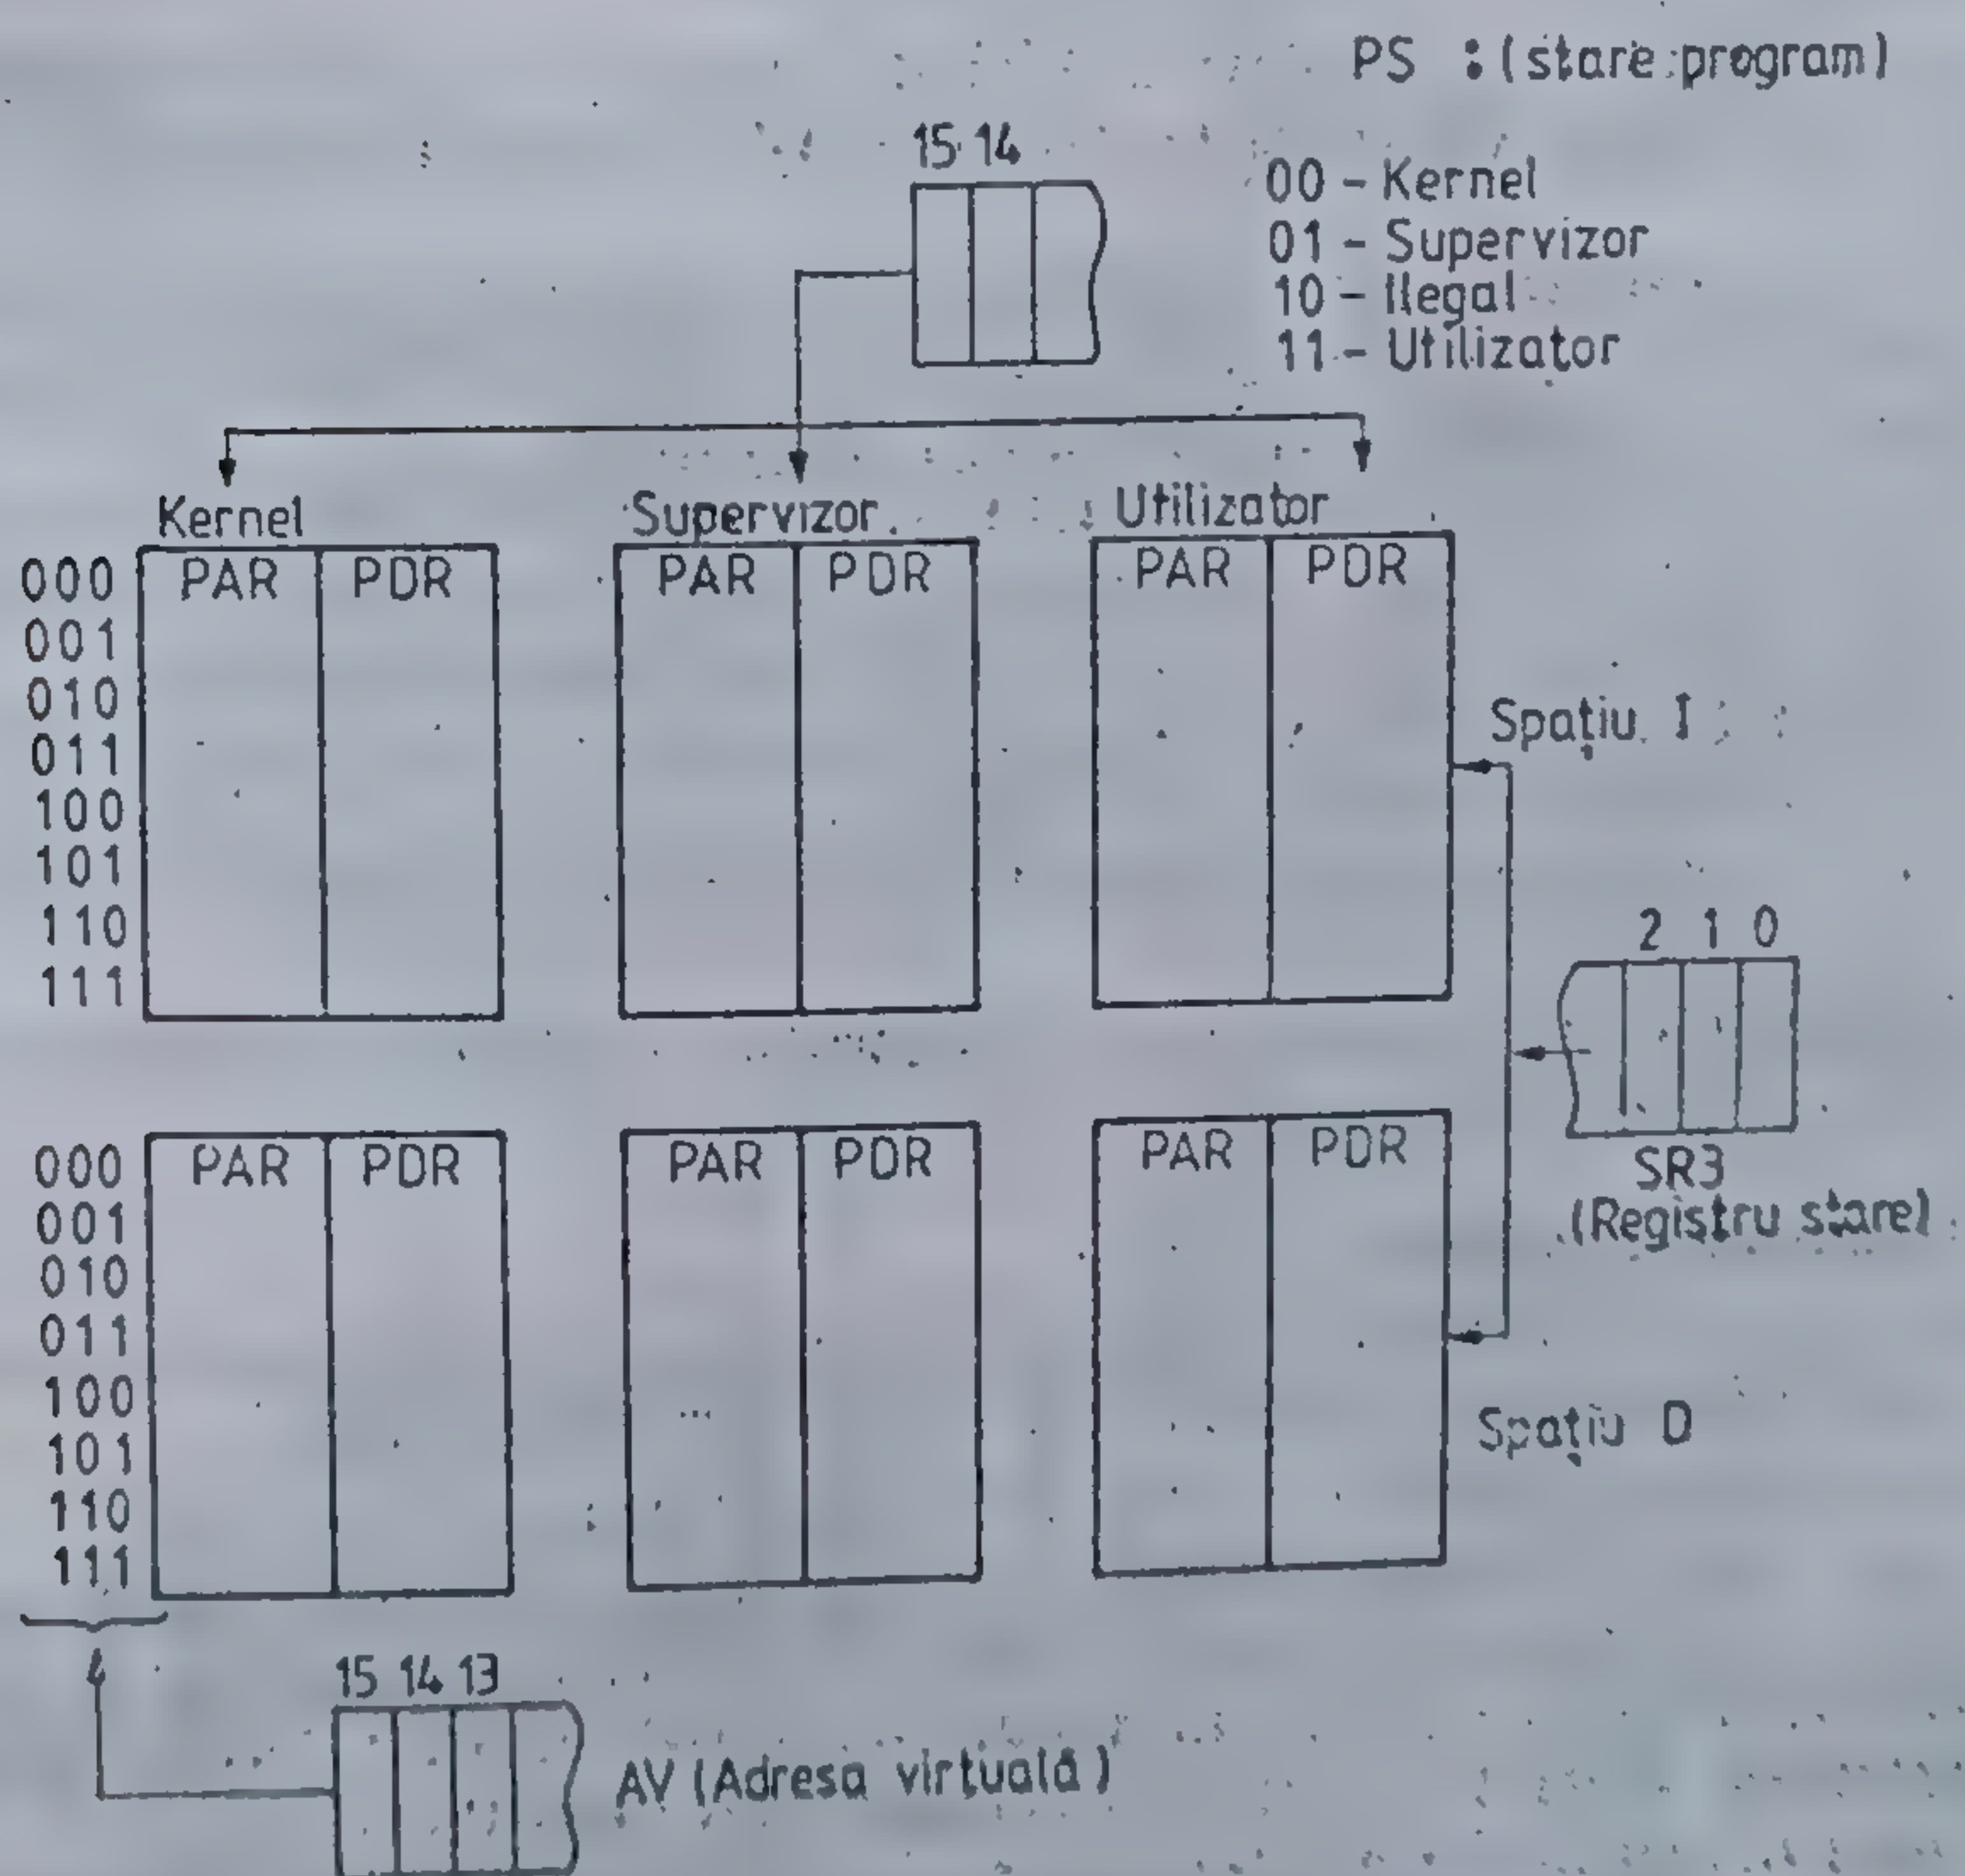 PS : (stare program)
15 14
00 - Kernel
01 - Supervizor
10 - Ilegal
11 - Utilizator
Kernel
Supervizor
Utilizator
PAR PDR
PAR PDR
PAR PDR
000
001
010
011
100
101
110
111
Spațiu I
2 1 0
SR3
(Registru stare)
PAR PDR
PAR PDR
PAR PDR
000
001
010
011
100
101
110
111
Spațiu D
15 14 13
AV (Adresa virtuală)